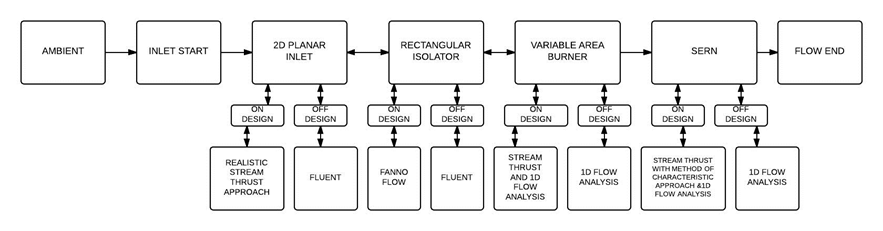 AMBIENT
INLET START
2D PLANAR
INLET
RECTANGULAR
ISOLATOR
VARIABLE AREA
BURNER
SERN
FLOW END
ON
DESIGN
OFF
DESIGN
ON
DESIGN
OFF
DESIGN
ON
DESIGN
OFF
DESIGN
ON
DESIGN
OFF
DESIGN
REALISTIC
STREAM
THRUST
APPROACH
FLUENT
FANNO
FLOW
FLUENT
STREAM
THRUST
AND 1D
FLOW
ANALYSIS
1D FLOW
ANALYSIS
STREAM THRUST
WITH METHOD OF
CHARACTERISTIC
APPROACH &1D
FLOW ANALYSIS
1D FLOW
ANALYSIS